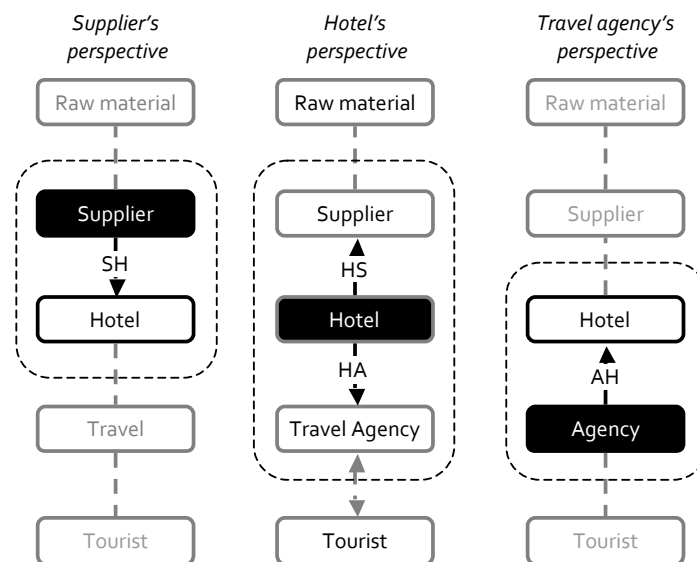 Supplier's
perspective
Raw material
Supplier
SH
Hotel
Travel
Tourist
Hotel's
perspective
Raw material
Supplier
HS
Hotel
HA
Travel Agency
Tourist
Travel agency's
perspective
Raw material
Supplier
Hotel
AH
Agency
Tourist